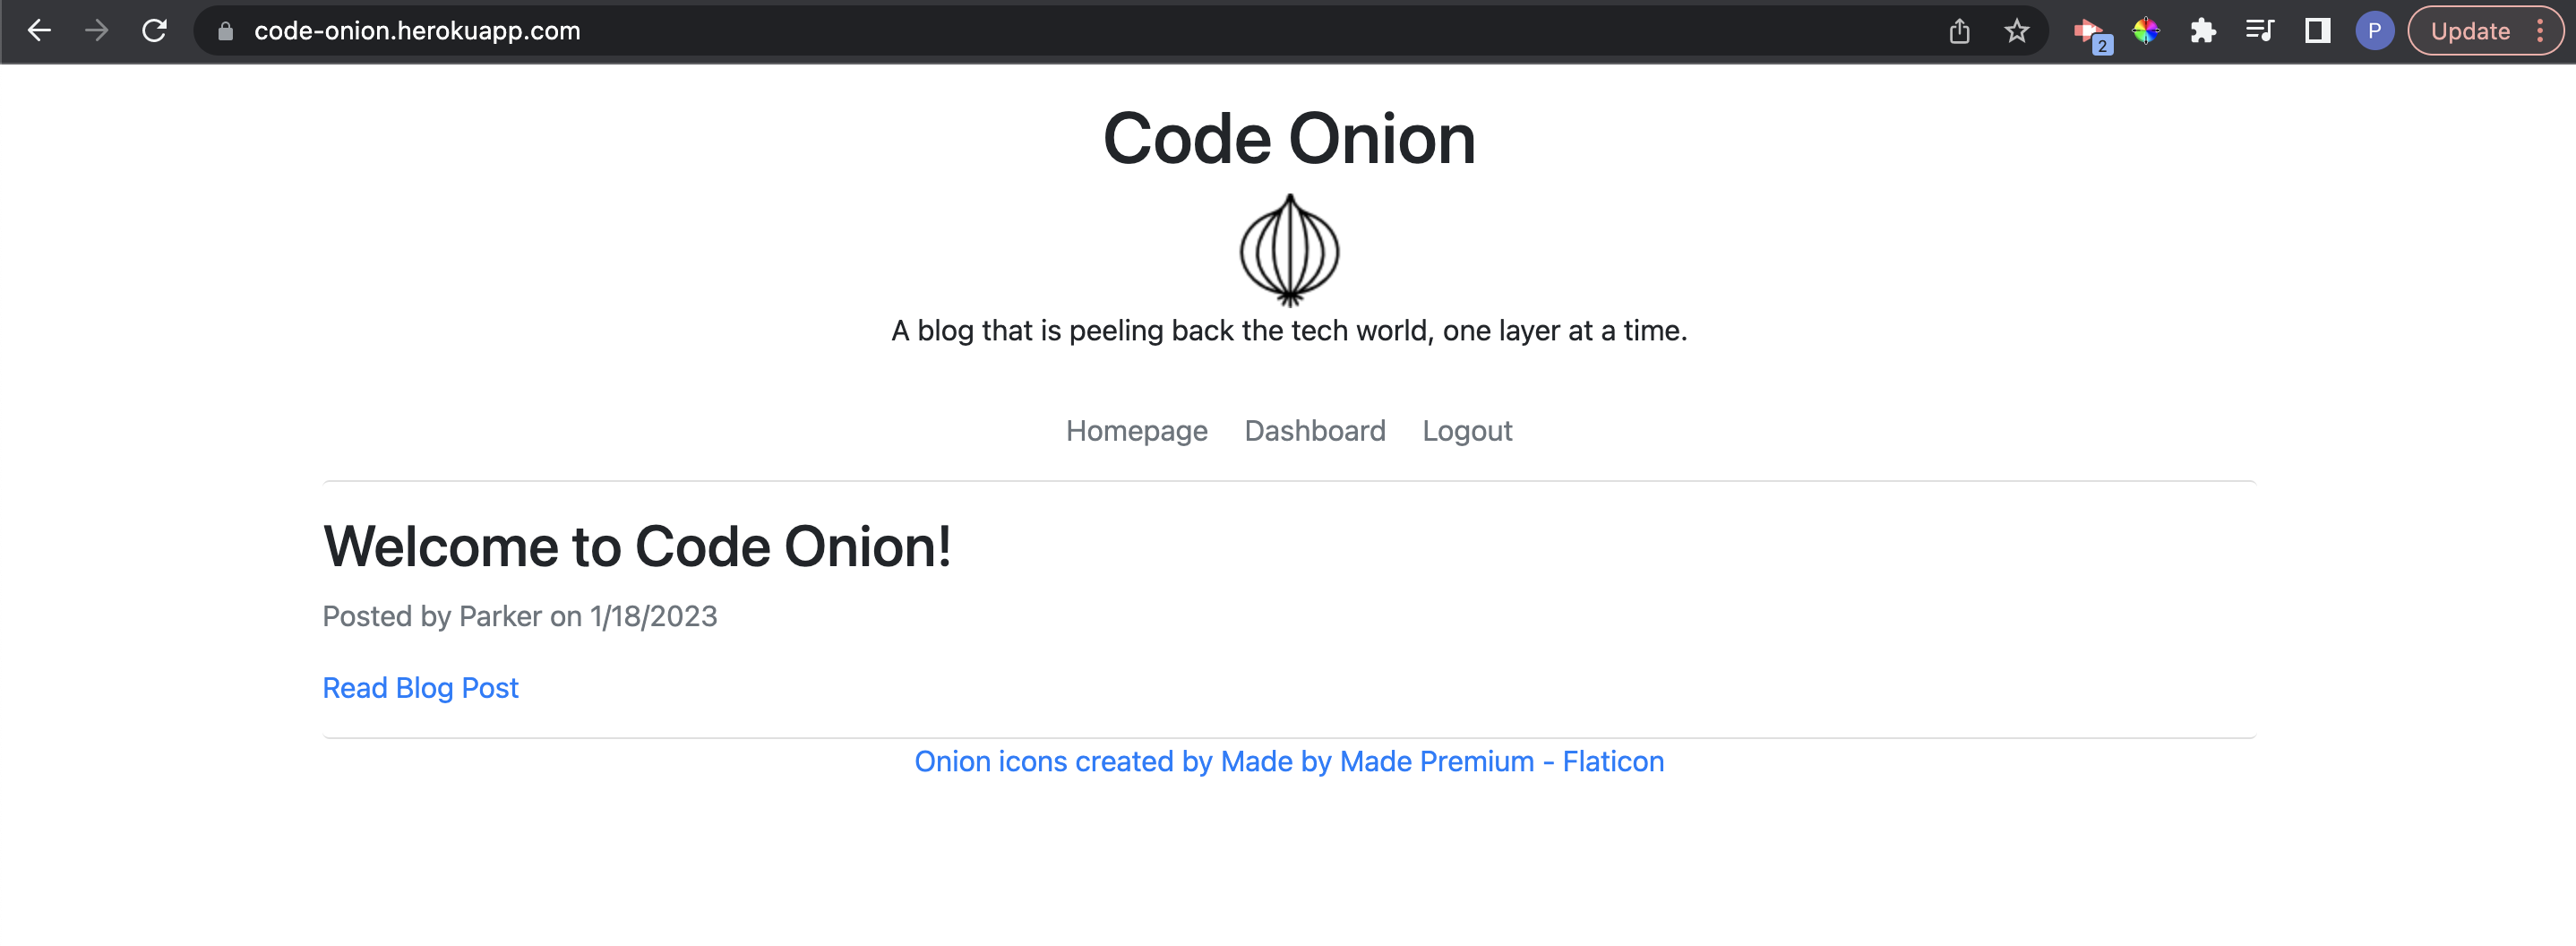 code-onion.herokuapp.com
2
P
Update
Code Onion
A blog that is peeling back the tech world, one layer at a time.
Homepage Dashboard Logout
Welcome to Code Onion!
Posted by Parker on 1/18/2023
Read Blog Post
Onion icons created by Made by Made Premium - Flaticon